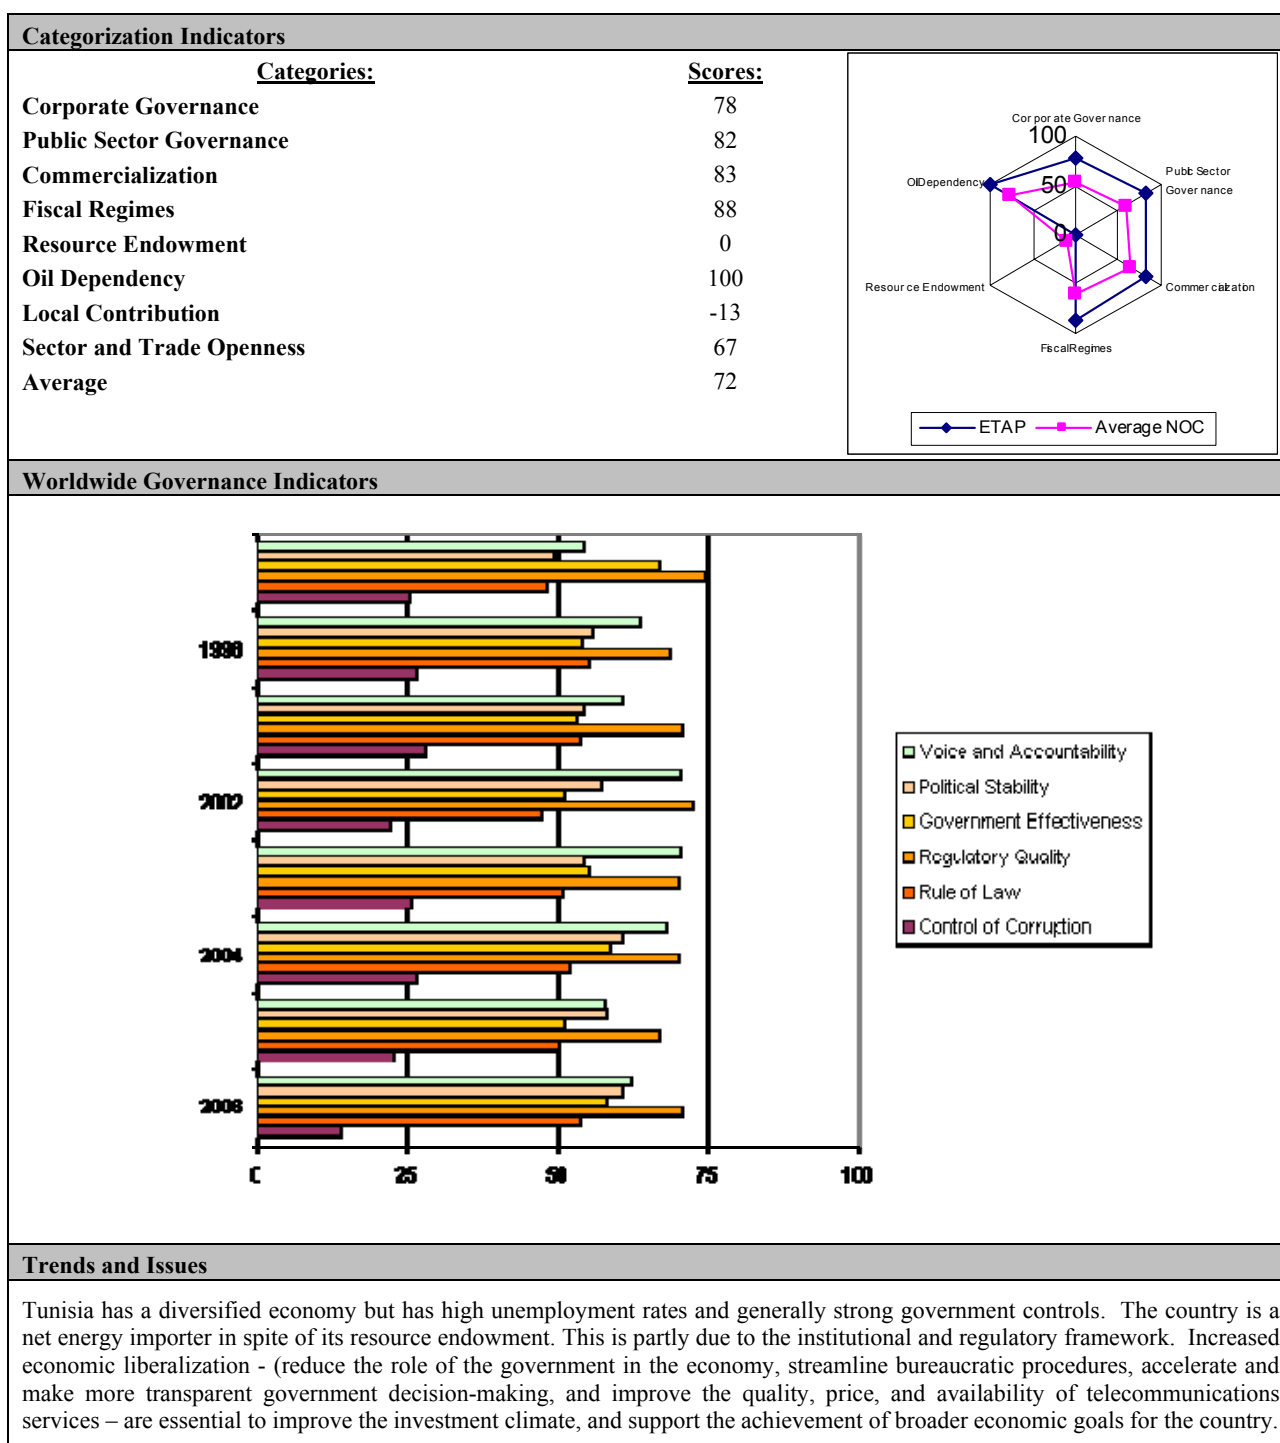 Categorization Indicators
Categories: Scores:
Corporate Governance 78
Public Sector Governance 82
Commercialization 83
Fiscal Regimes 88
Resource Endowment 0
Oil Dependency 100
Local Contribution -13
Sector and Trade Openness 67
Average 72
Corporate Governance
100
Public Sector
Governance
Oil Dependency
50
0
Resource Endowment
Commercialization
Fiscal Regimes
ETAP Average NOC
Worldwide Governance Indicators
2002
2004
0 25 50 75 100
Voice and Accountability
Political Stability
Government Effectiveness
Regulatory Quality
Rule of Law
Control of Corruption
Trends and Issues
Tunisia has a diversified economy but has high unemployment rates and generally strong government controls. The country is a
net energy importer in spite of its resource endowment. This is partly due to the institutional and regulatory framework. Increased
economic liberalization - (reduce the role of the government in the economy, streamline bureaucratic procedures, accelerate and
make more transparent government decision-making, and improve the quality, price, and availability of telecommunications
services – are essential to improve the investment climate, and support the achievement of broader economic goals for the country.